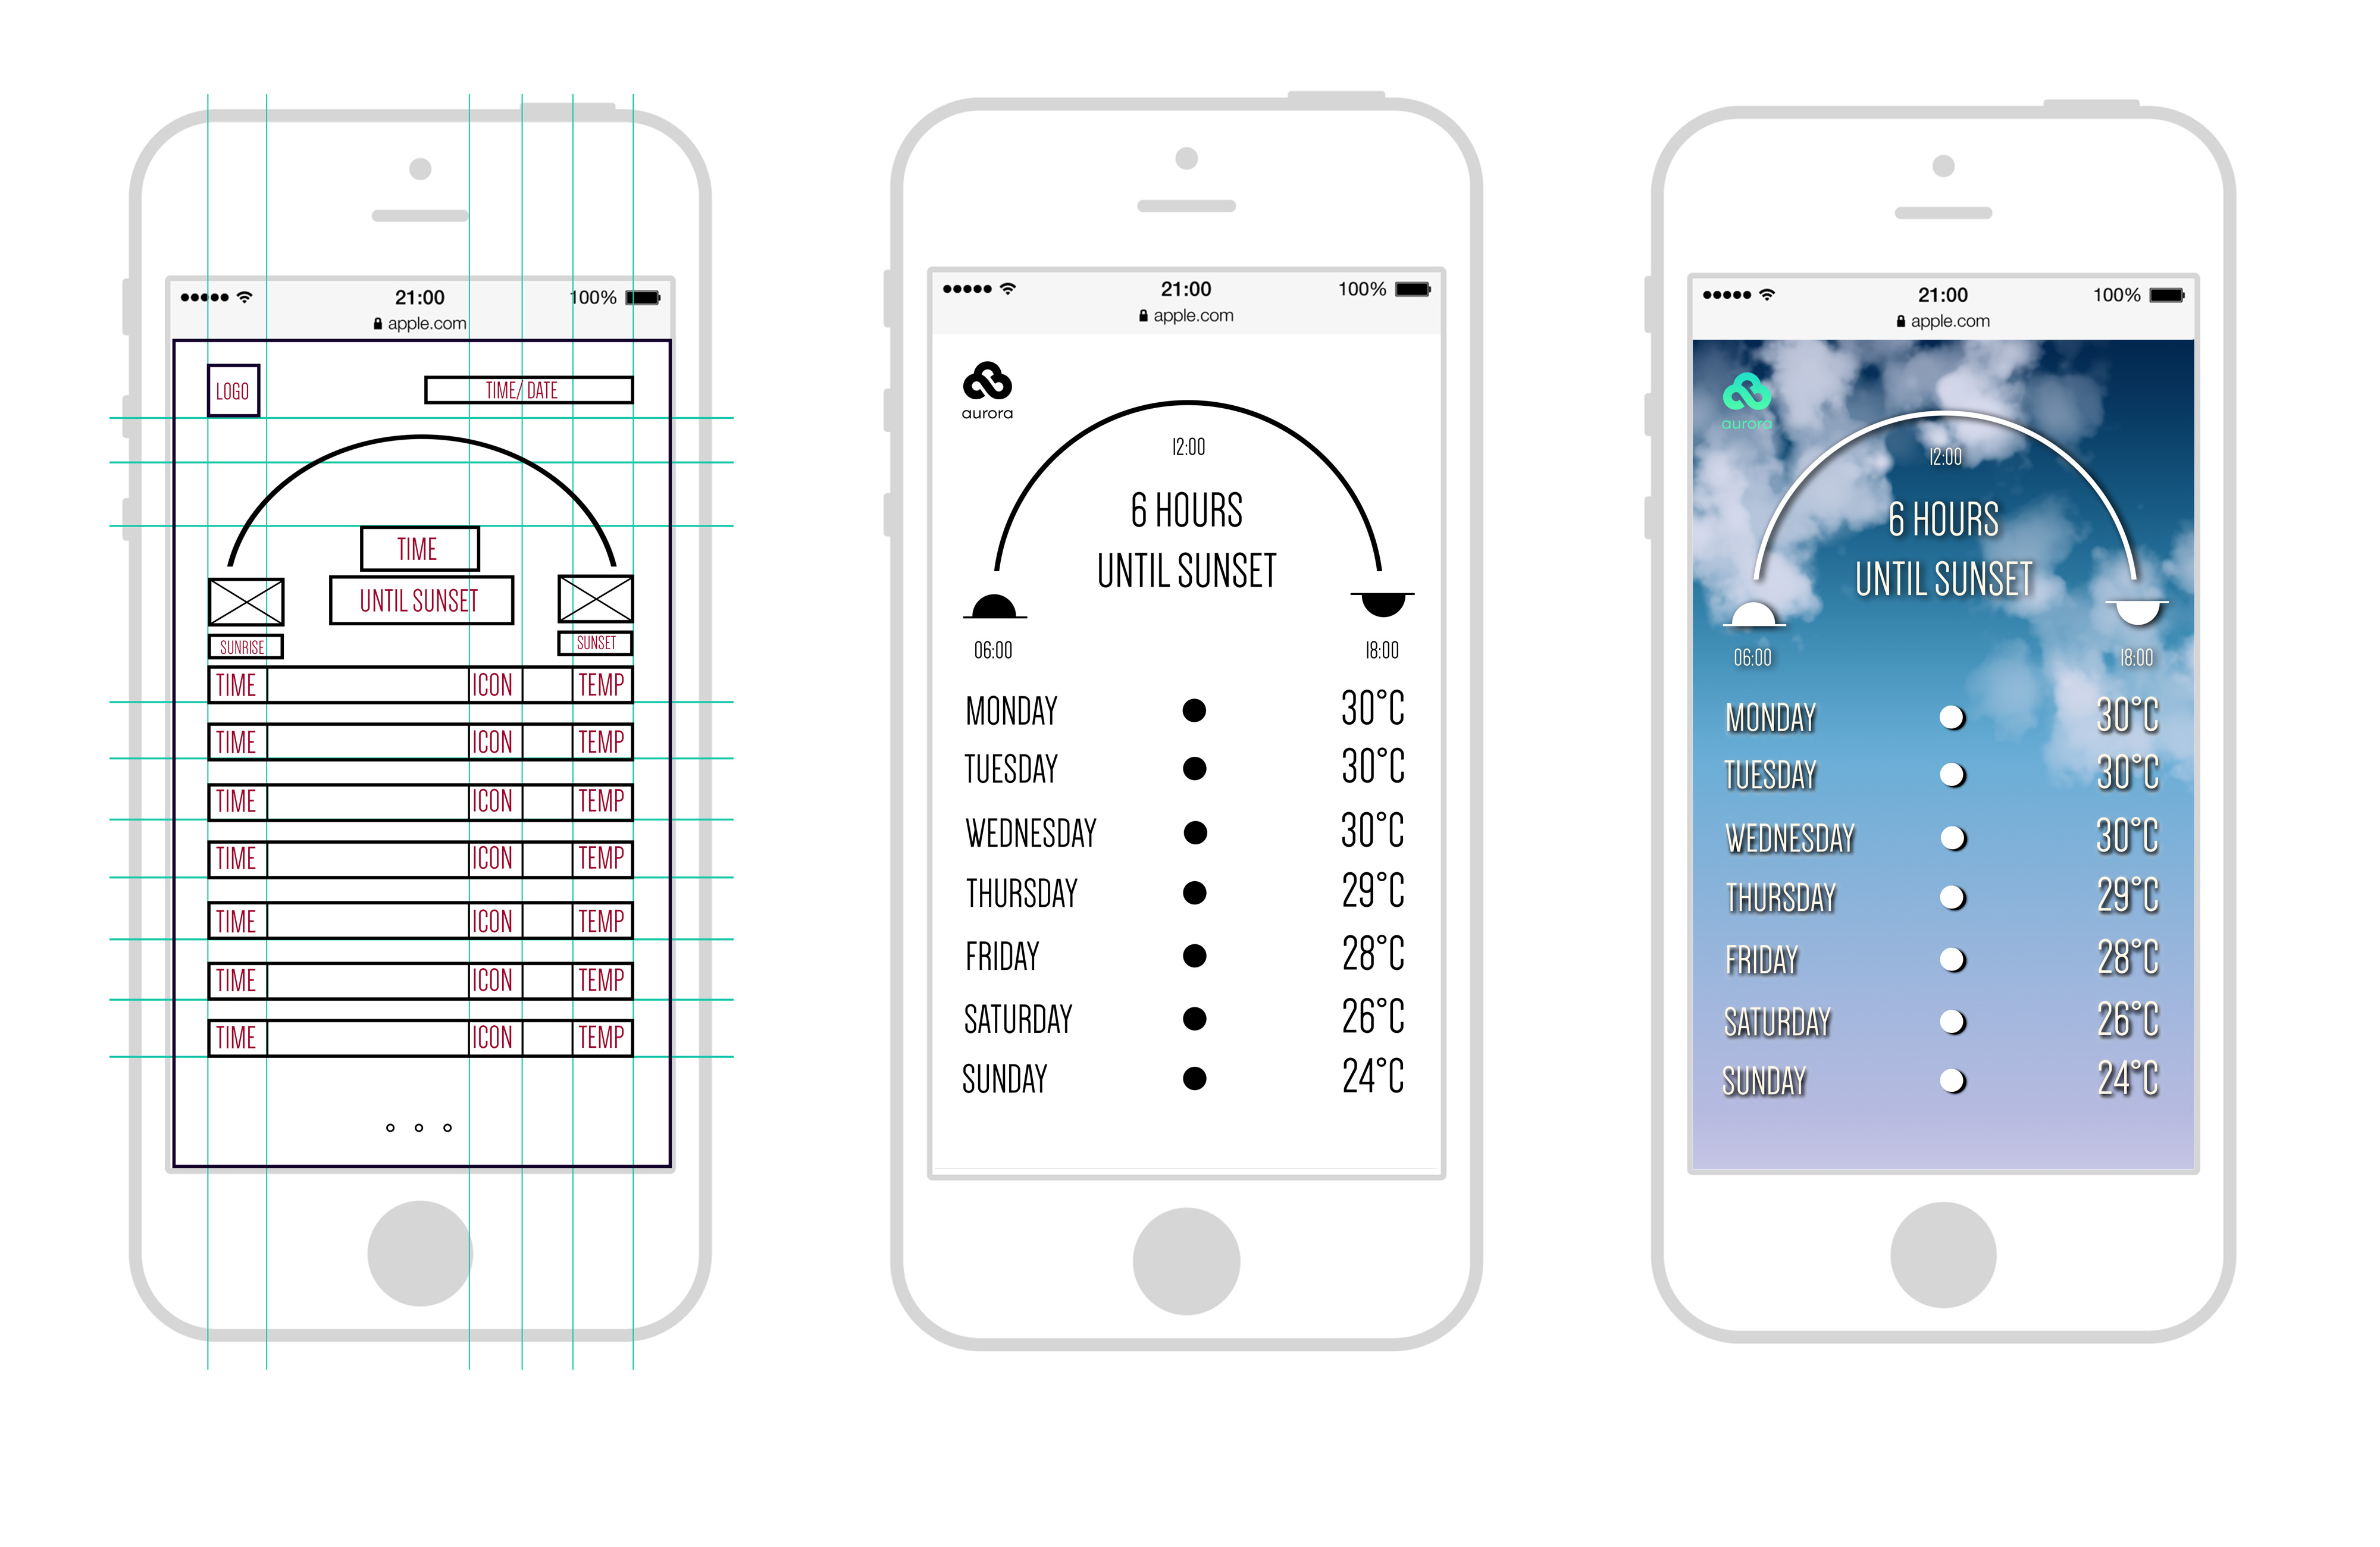 21:00 100%
apple.com
LOGO TIME/ DATE
TIME
UNTIL SUNSET
SUNRISE SUNSET
TIME ICON TEMP
TIME ICON TEMP
TIME ICON TEMP
TIME ICON TEMP
TIME ICON TEMP
TIME ICON TEMP
TIME ICON TEMP
21:00 100%
apple.com
aurora
12:00
6 HOURS
UNTIL SUNSET
06:00 18:00
MONDAY 30°C
TUESDAY 30°C
WEDNESDAY 30°C
THURSDAY 29°C
FRIDAY 28°C
SATURDAY 26°C
SUNDAY 24°C
21:00 100%
apple.com
aurora
12:00
6 HOURS
UNTIL SUNSET
06:00 18:00
MONDAY 30°C
TUESDAY 30°C
WEDNESDAY 30°C
THURSDAY 29°C
FRIDAY 28°C
SATURDAY 26°C
SUNDAY 24°C